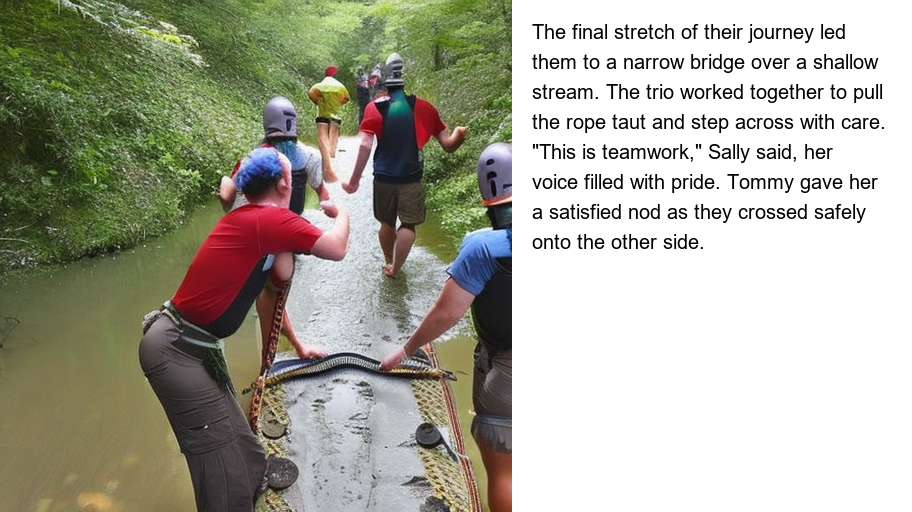 The final stretch of their journey led
them to a narrow bridge over a shallow
stream. The trio worked together to pull
the rope taut and step across with care.
"This is teamwork," Sally said, her
voice filled with pride. Tommy gave her
a satisfied nod as they crossed safely
onto the other side.